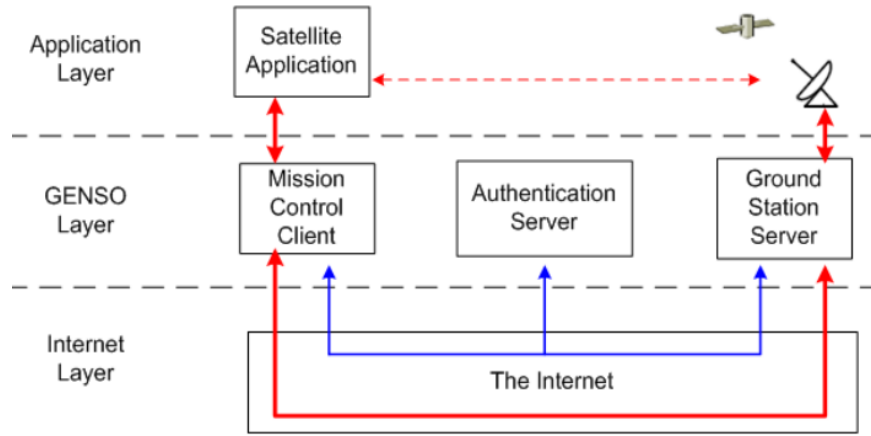 Application
Layer
Satellite
Application
GENSO
Layer
Mission
Control
Client
Authentication
Server
Ground
Station
Server
Internet
Layer
The Internet